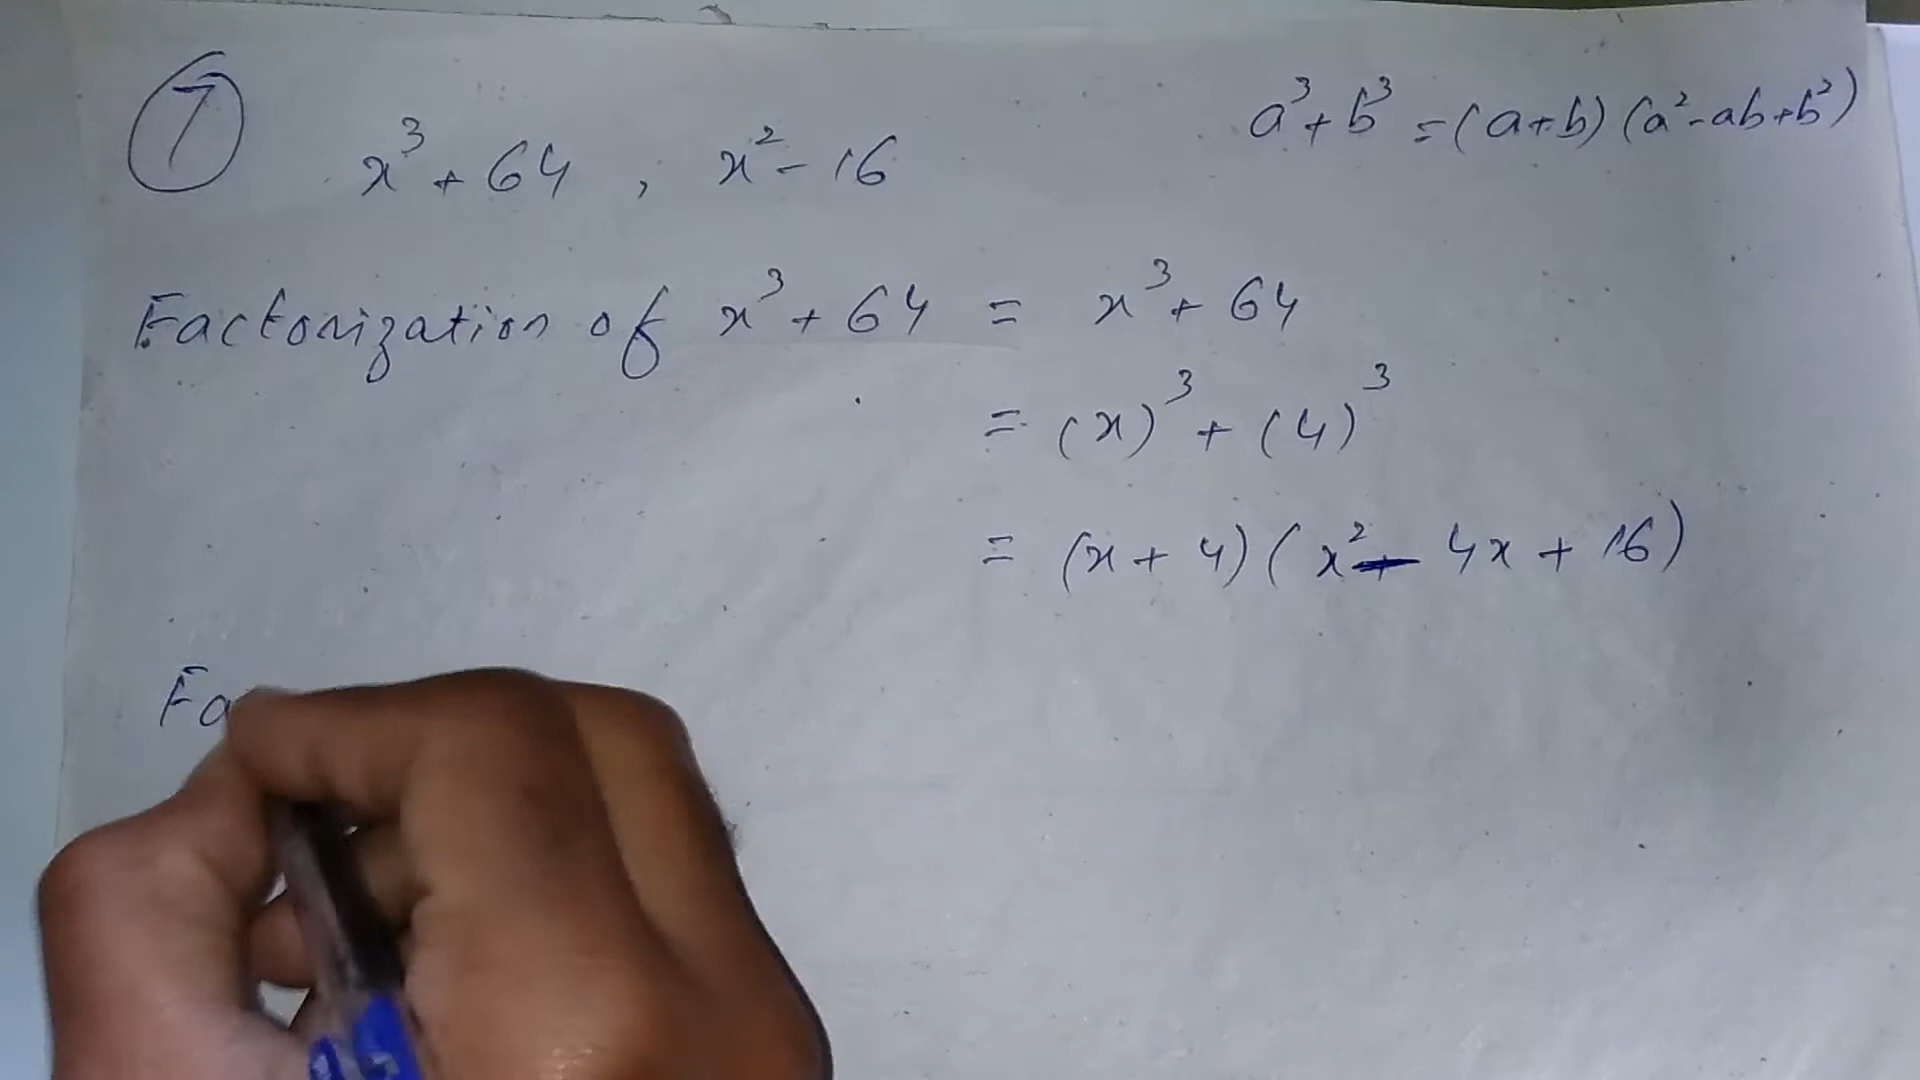 7
x³ + 64 , x² - 16
a³ + b³ = (a + b) (a² - ab + b²)
Factorization of x³ + 64 = x³ + 64
= (x)³ + (4)³
= (x + 4) (x² - 4x + 16)
Fa